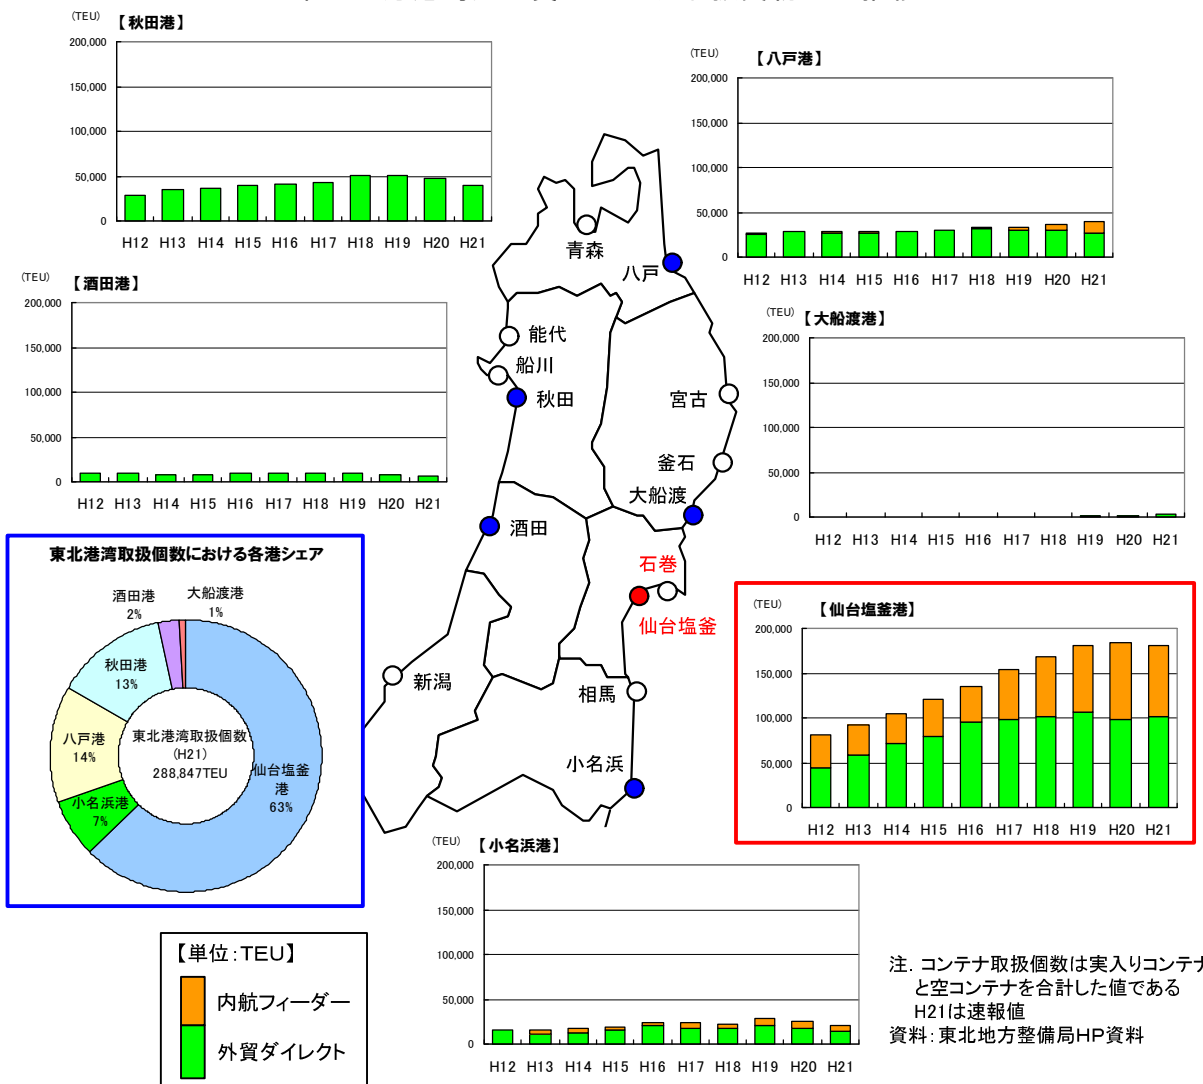 (TEU)
【秋田港】
200,000
150,000
100,000
50,000
0
H12 H13 H14 H15 H16 H17 H18 H19 H20 H21
(TEU)
【八戸港】
200,000
150,000
100,000
50,000
0
H12 H13 H14 H15 H16 H17 H18 H19 H20 H21
(TEU)
【酒田港】
200,000
150,000
100,000
50,000
0
H12 H13 H14 H15 H16 H17 H18 H19 H20 H21
(TEU)
【大船渡港】
200,000
150,000
100,000
50,000
0
H12 H13 H14 H15 H16 H17 H18 H19 H20 H21
青森
八戸
能代
船川
秋田
宮古
釜石
大船渡
酒田
石巻
仙台塩釜
新潟
相馬
小名浜
東北港湾取扱個数における各港シェア
酒田港
2%
大船渡港
1%
秋田港
13%
八戸港
14%
小名浜港
7%
仙台塩釜
港
63%
東北港湾取扱個数
(H21)
288,847TEU
(TEU)
【仙台塩釜港】
200,000
150,000
100,000
50,000
0
H12 H13 H14 H15 H16 H17 H18 H19 H20 H21
(TEU)
【小名浜港】
200,000
150,000
100,000
50,000
0
H12 H13 H14 H15 H16 H17 H18 H19 H20 H21
【単位:TEU】
内航フィーダー
外貿ダイレクト
注. コンテナ取扱個数は実入りコンテナ
と空コンテナを合計した値である
H21は速報値
資料:東北地方整備局HP資料